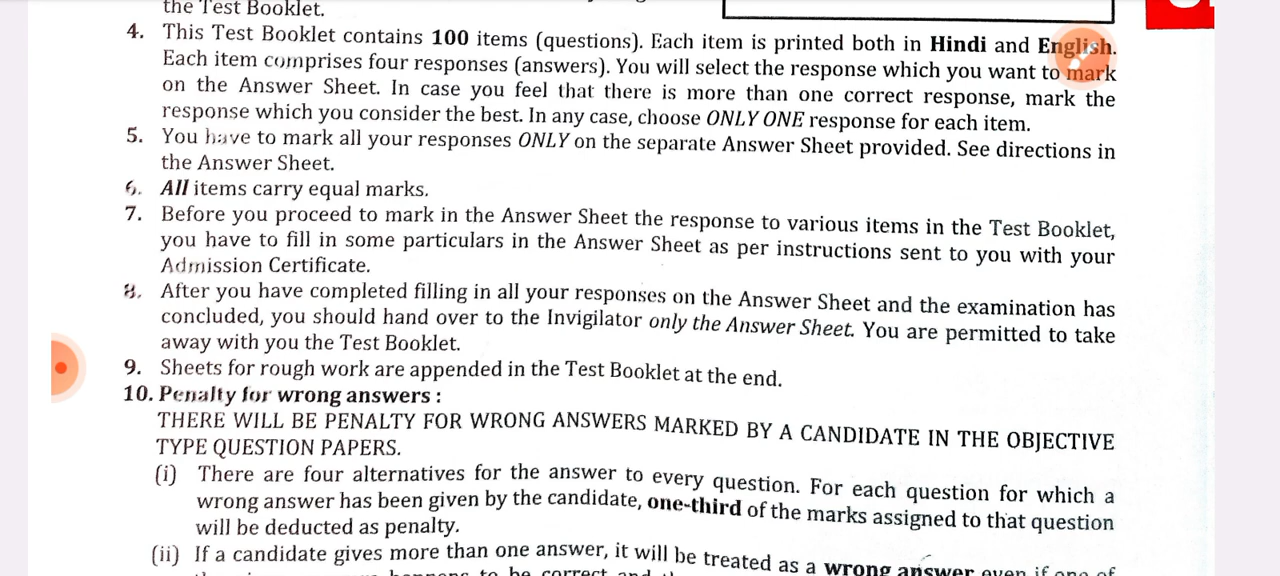 the Test Booklet.
4. This Test Booklet contains 100 items (questions). Each item is printed both in Hindi and English.
Each item comprises four responses (answers). You will select the response which you want to mark
on the Answer Sheet. In case you feel that there is more than one correct response, mark the
response which you consider the best. In any case, choose ONLY ONE response for each item.
5. You have to mark all your responses ONLY on the separate Answer Sheet provided. See directions in
the Answer Sheet.
6. All items carry equal marks.
7. Before you proceed to mark in the Answer Sheet the response to various items in the Test Booklet,
you have to fill in some particulars in the Answer Sheet as per instructions sent to you with your
Admission Certificate.
8. After you have completed filling in all your responses on the Answer Sheet and the examination has
concluded, you should hand over to the Invigilator only the Answer Sheet. You are permitted to take
away with you the Test Booklet.
9. Sheets for rough work are appended in the Test Booklet at the end.
10. Penalty for wrong answers :
THERE WILL BE PENALTY FOR WRONG ANSWERS MARKED BY A CANDIDATE IN THE OBJECTIVE
TYPE QUESTION PAPERS.
(i) There are four alternatives for the answer to every question. For each question for which a
wrong answer has been given by the candidate, one-third of the marks assigned to that question
will be deducted as penalty.
(ii) If a candidate gives more than one answer, it will be treated as a wrong answer even if one of
to be correct and